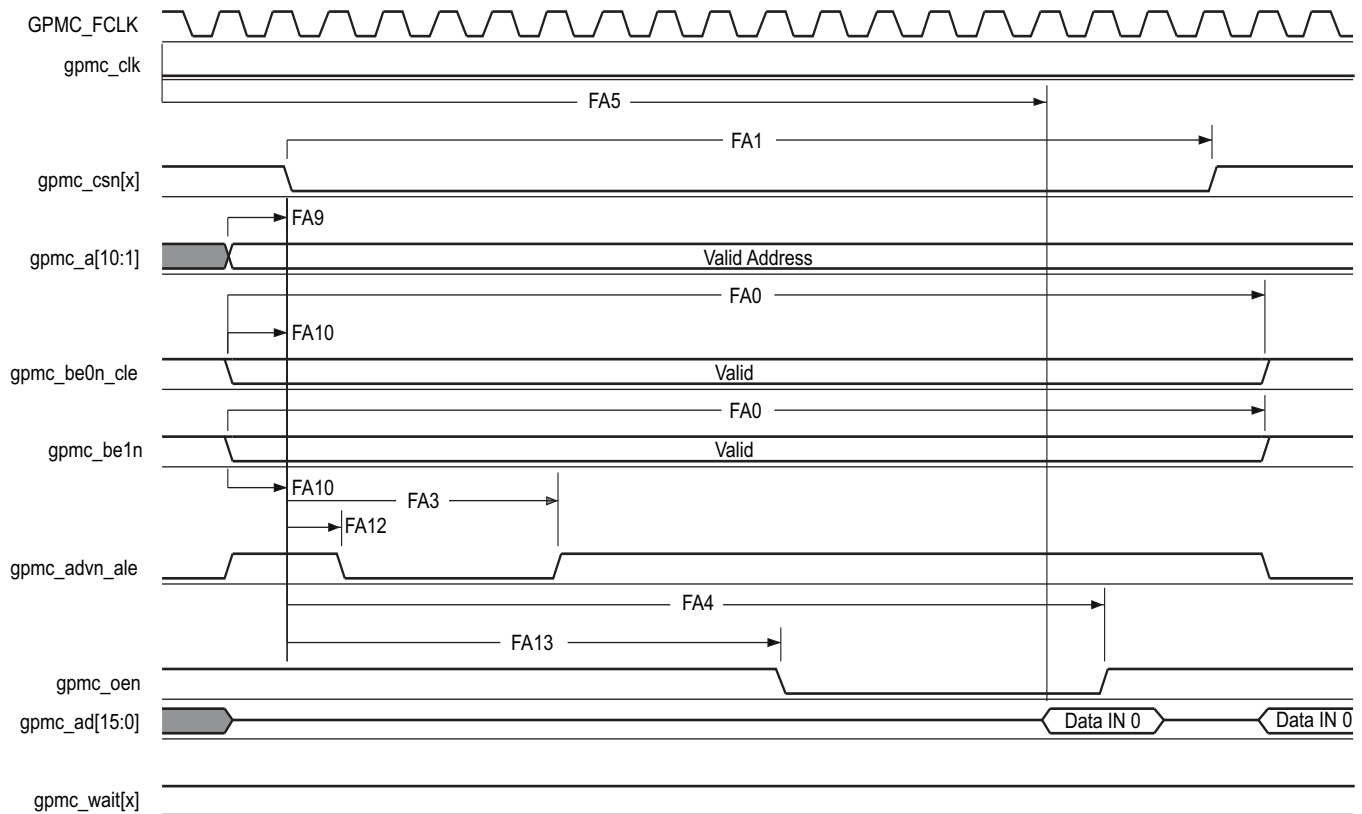 GPMC_FCLK
gpmc_clk
FA5
FA1
gpmc_csn[x]
FA9
gpmc_a[10:1]
Valid Address
FA0
FA10
gpmc_be0n_cle
Valid
FA0
gpmc_be1n
Valid
FA10
FA3
FA12
gpmc_advn_ale
FA4
FA13
gpmc_oen
gpmc_ad[15:0]
Data IN 0
Data IN 0
gpmc_wait[x]